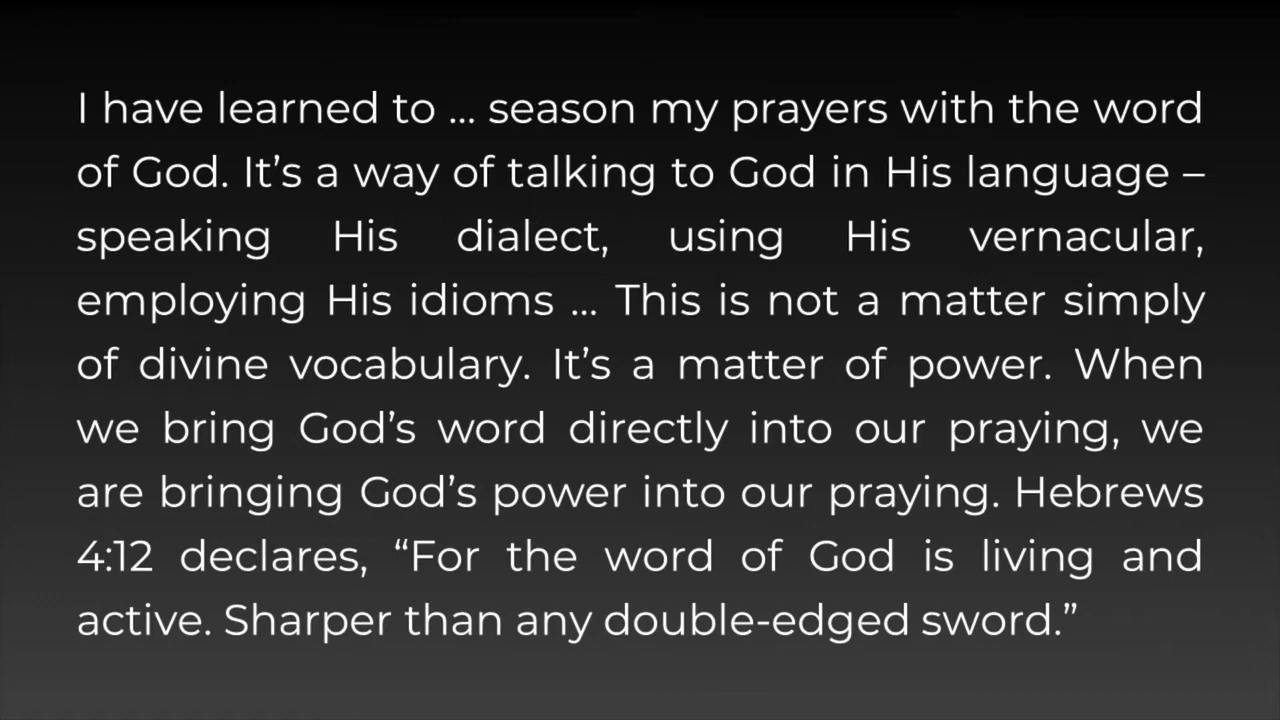 I have learned to ... season my prayers with the word
of God. It’s a way of talking to God in His language –
speaking His dialect, using His vernacular,
employing His idioms ... This is not a matter simply
of divine vocabulary. It’s a matter of power. When
we bring God’s word directly into our praying, we
are bringing God’s power into our praying. Hebrews
4:12 declares, “For the word of God is living and
active. Sharper than any double-edged sword.”